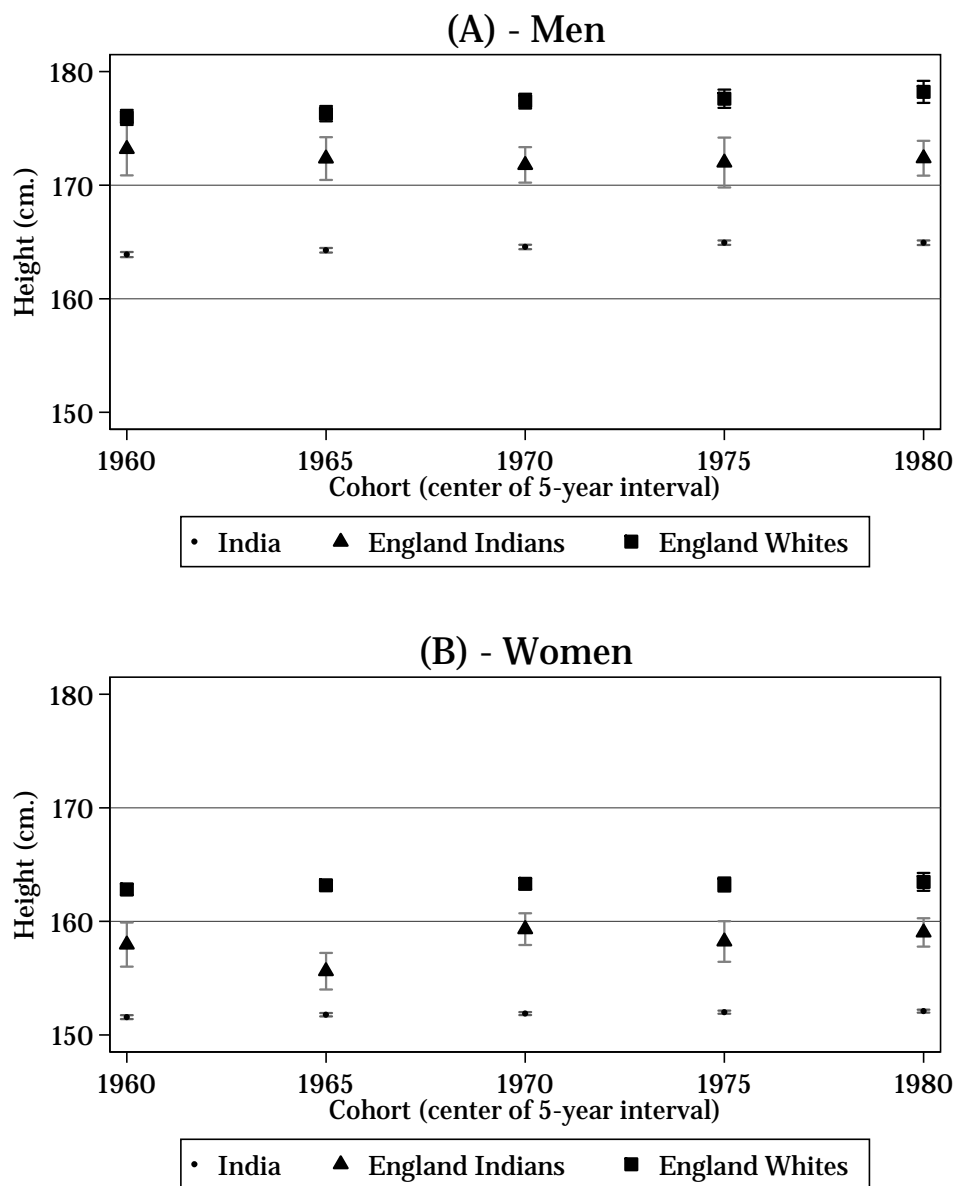 (A) - Men
Height (cm.)
180
170
160
150
1960 1965 1970 1975 1980
Cohort (center of 5-year interval)
India England Indians England Whites
(B) - Women
Height (cm.)
180
170
160
150
1960 1965 1970 1975 1980
Cohort (center of 5-year interval)
India England Indians England Whites